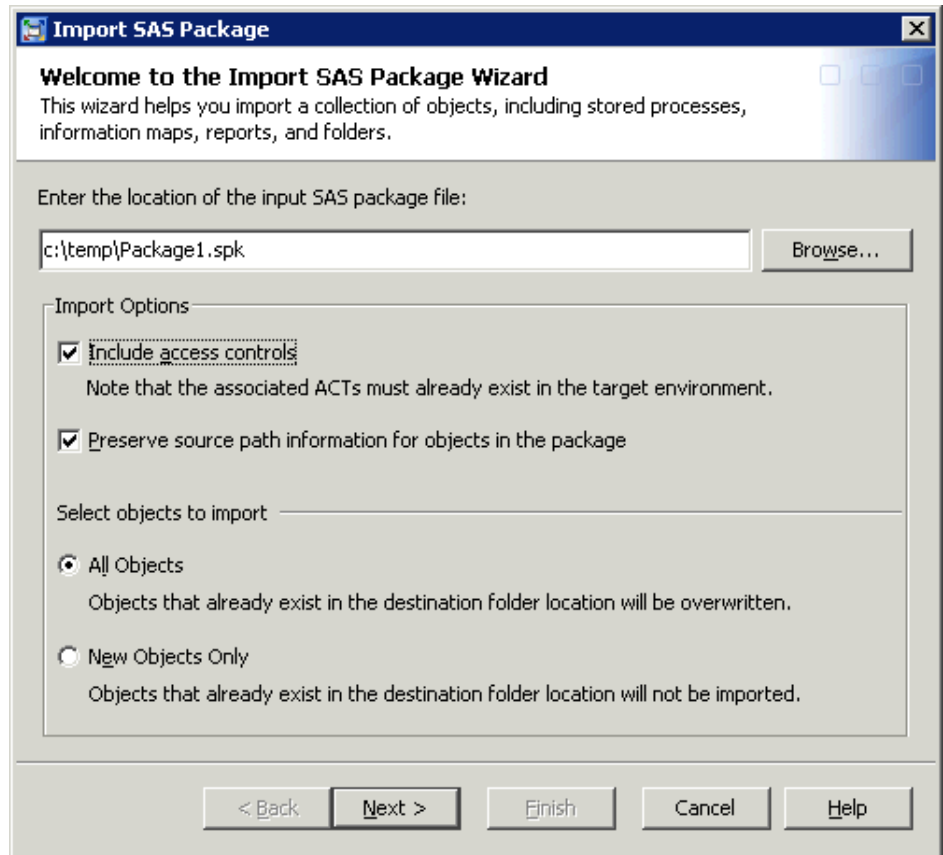 Import SAS Package
Welcome to the Import SAS Package Wizard
This wizard helps you import a collection of objects, including stored processes,
information maps, reports, and folders.
Enter the location of the input SAS package file:
c:\temp\Package1.spk
Browse...
Import Options
Include access controls
Note that the associated ACTs must already exist in the target environment.
Preserve source path information for objects in the package
Select objects to import
All Objects
Objects that already exist in the destination folder location will be overwritten.
New Objects Only
Objects that already exist in the destination folder location will not be imported.
< Back
Next >
Finish
Cancel
Help